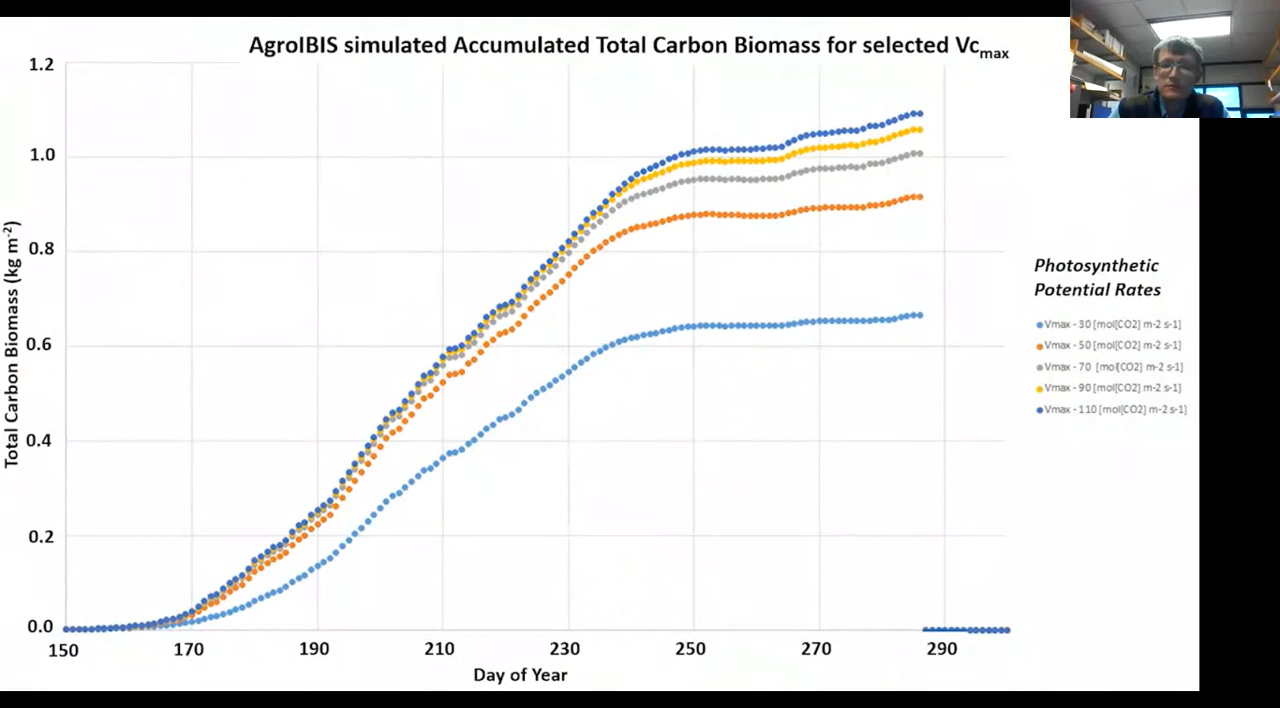 AgroIBIS simulated Accumulated Total Carbon Biomass for selected Vcmax
1.2
1.0
0.8
0.6
0.4
0.2
0.0
Total Carbon Biomass (kg m-2)
150 170 190 210 230 250 270 290
Day of Year
Photosynthetic
Potential Rates
Vmax - 30 [mol[CO2] m-2 s-1]
Vmax - 50 [mol[CO2] m-2 s-1]
Vmax - 70 [mol[CO2] m-2 s-1]
Vmax - 90 [mol[CO2] m-2 s-1]
Vmax - 110 [mol[CO2] m-2 s-1]